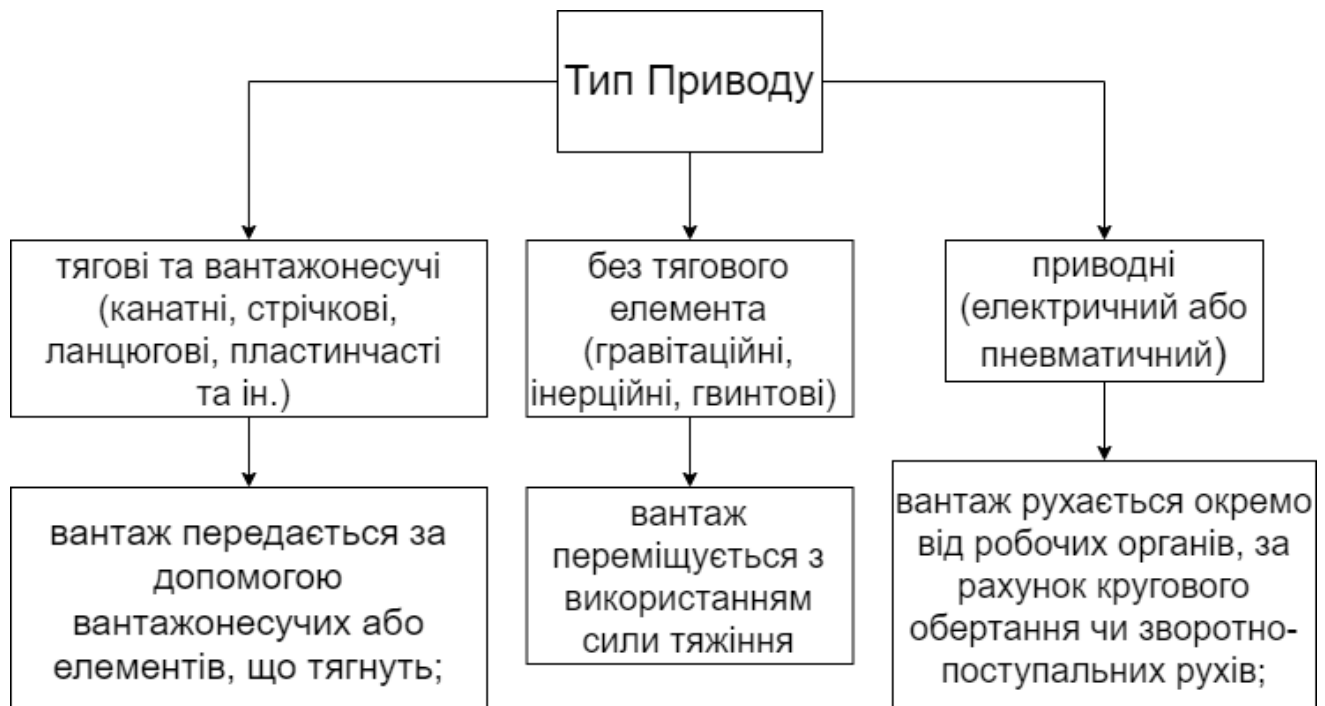 Тип Приводу
тягові та вантажонесучі
(канатні, стрічкові,
ланцюгові, пластинчасті
та ін.)
без тягового
елемента
(гравітаційні,
інерційні, гвинтові)
приводні
(електричний або
пневматичний)
вантаж передається за
допомогою
вантажонесучих або
елементів, що тягнуть;
вантаж
переміщується з
використанням
сили тяжіння
вантаж рухається окремо
від робочих органів, за
рахунок кругового
обертання чи зворотно-
поступальних рухів;